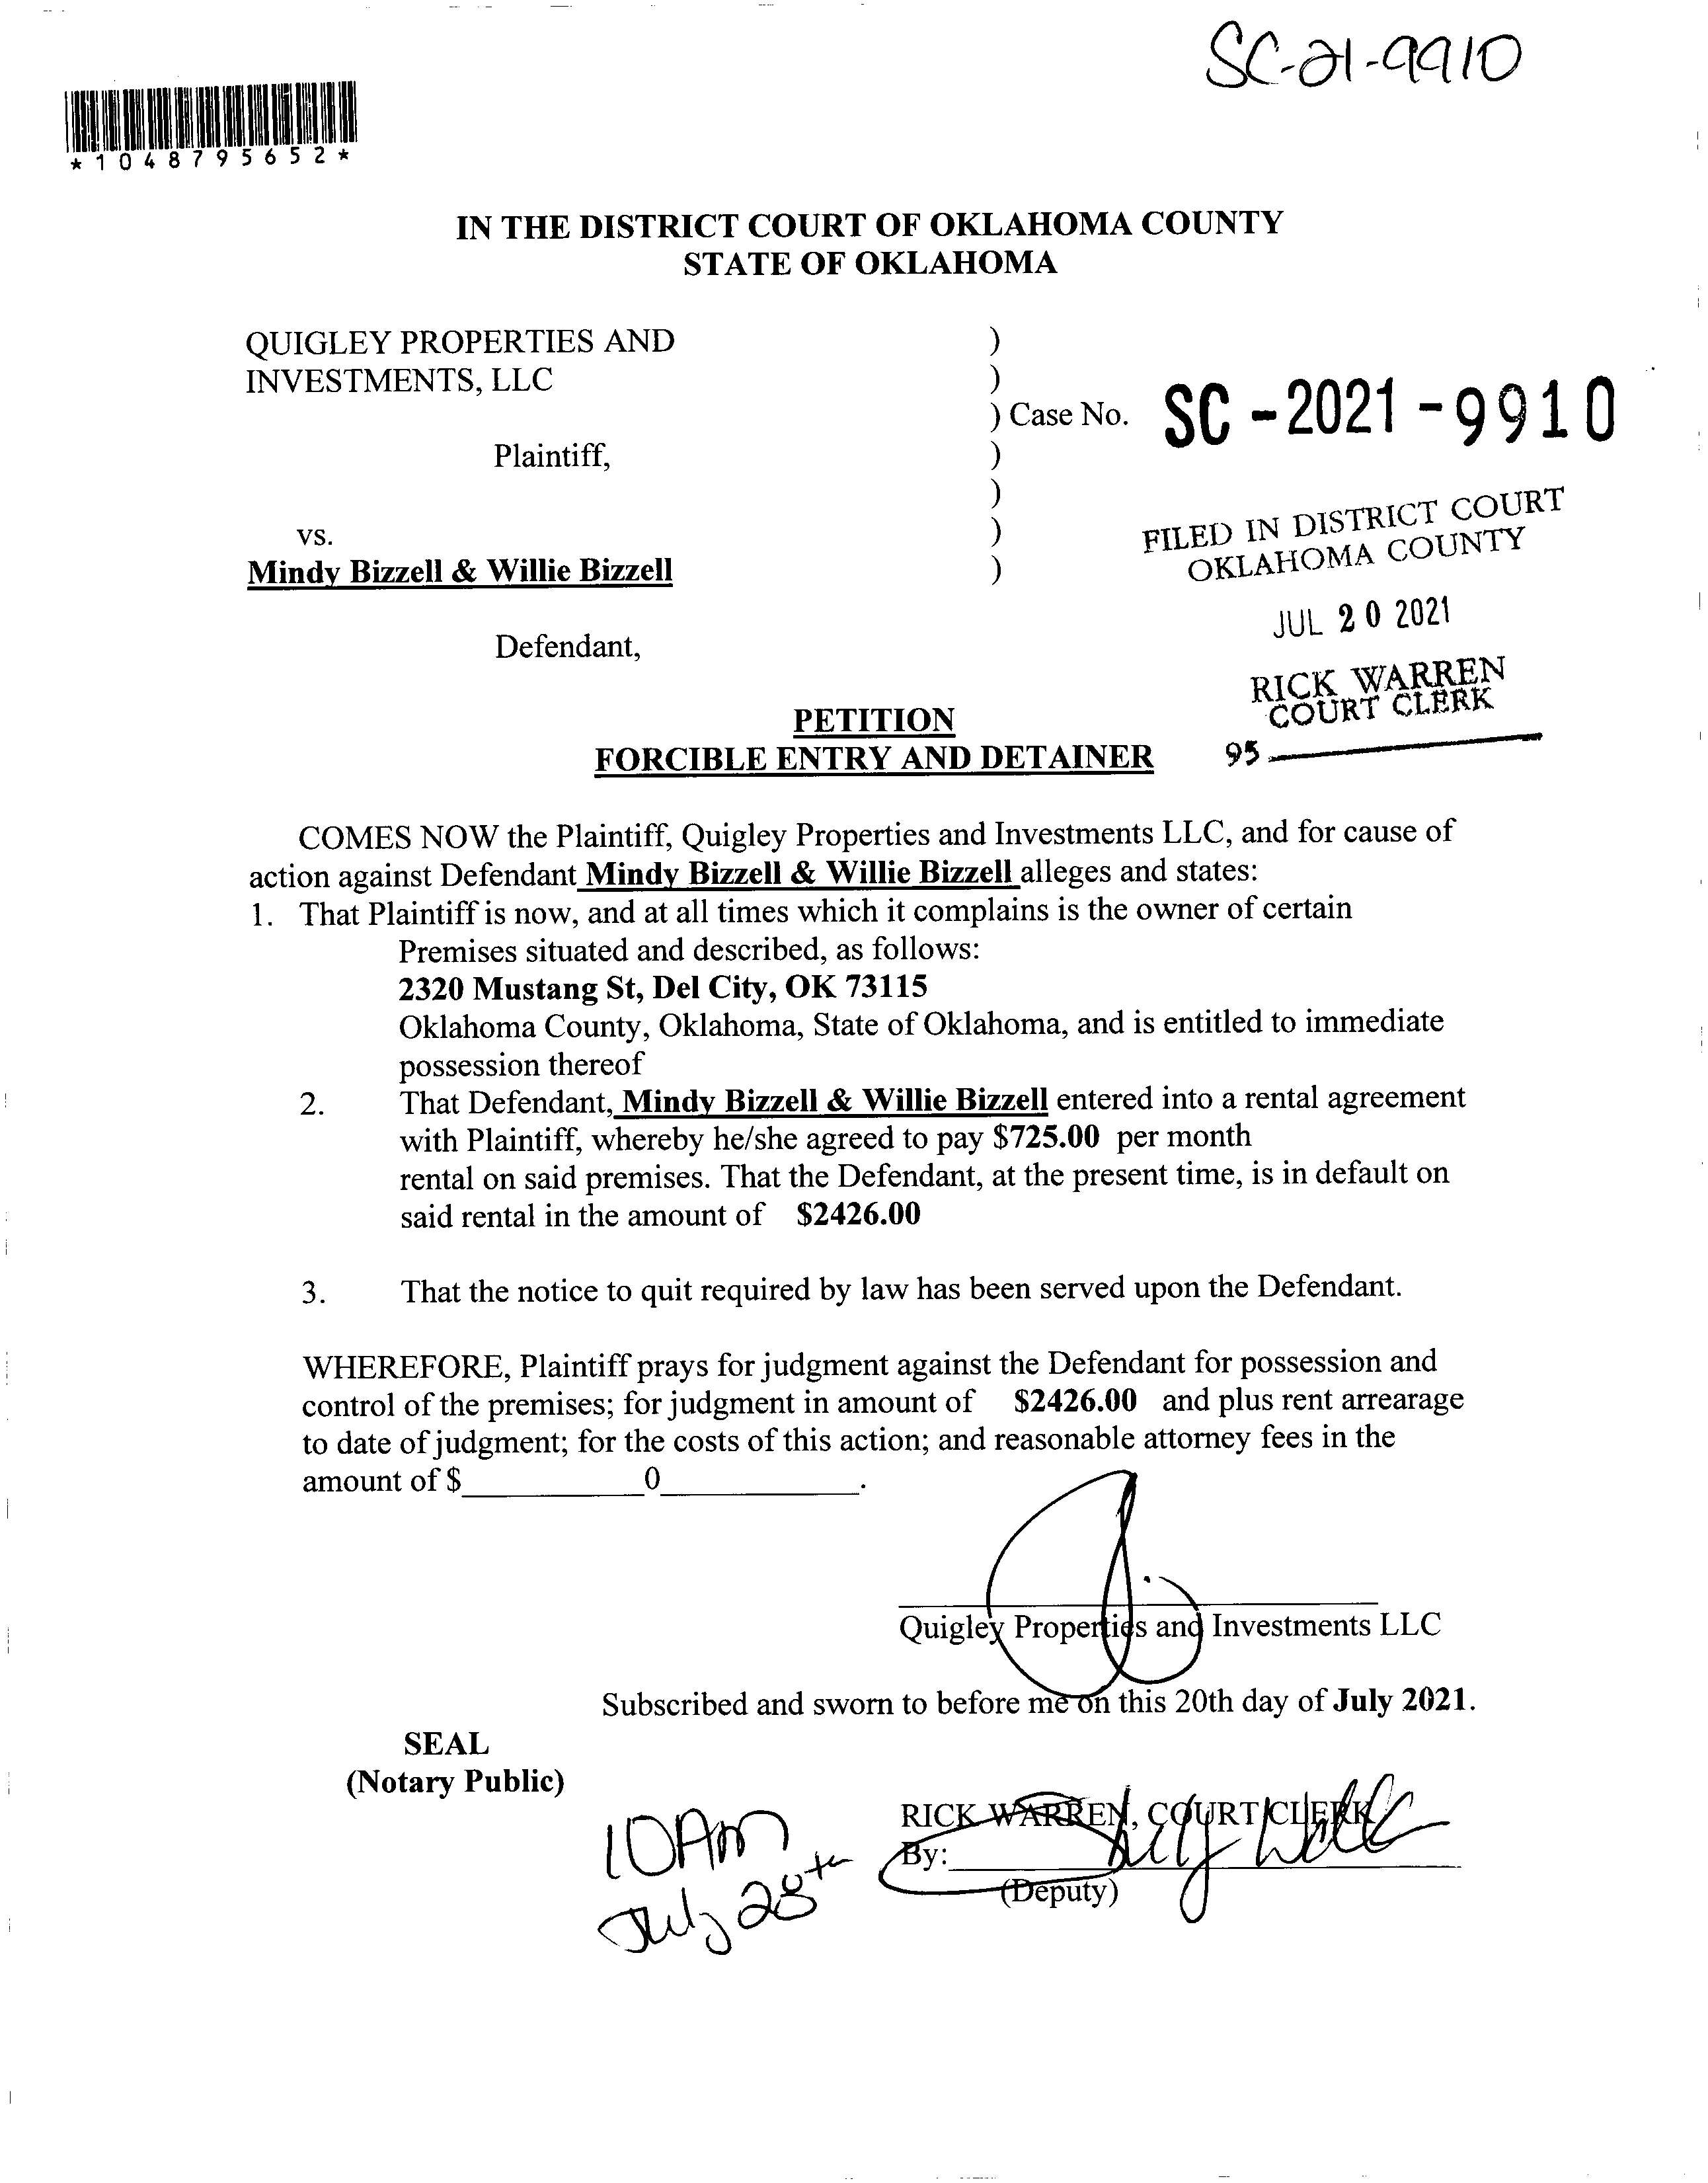 SC-21-9910
*1048795652*
IN THE DISTRICT COURT OF OKLAHOMA COUNTY
STATE OF OKLAHOMA
QUIGLEY PROPERTIES AND )
INVESTMENTS, LLC )
) Case No. SC-2021-9910
Plaintiff, )
)
vs. )
Mindy Bizzell & Willie Bizzell )
Defendant,
FILED IN DISTRICT COURT
OKLAHOMA COUNTY
JUL 20 2021
RICK WARREN
COURT CLERK
95
PETITION
FORCIBLE ENTRY AND DETAINER
COMES NOW the Plaintiff, Quigley Properties and Investments LLC, and for cause of
action against Defendant Mindy Bizzell & Willie Bizzell alleges and states:
1. That Plaintiff is now, and at all times which it complains is the owner of certain
Premises situated and described, as follows:
2320 Mustang St, Del City, OK 73115
Oklahoma County, Oklahoma, State of Oklahoma, and is entitled to immediate
possession thereof
2. That Defendant, Mindy Bizzell & Willie Bizzell entered into a rental agreement
with Plaintiff, whereby he/she agreed to pay $725.00 per month
rental on said premises. That the Defendant, at the present time, is in default on
said rental in the amount of $2426.00
3. That the notice to quit required by law has been served upon the Defendant.
WHEREFORE, Plaintiff prays for judgment against the Defendant for possession and
control of the premises; for judgment in amount of $2426.00 and plus rent arrearage
to date of judgment; for the costs of this action; and reasonable attorney fees in the
amount of $__________0__________.
Quigley Properties and Investments LLC
Subscribed and sworn to before me on this 20th day of July 2021.
SEAL
(Notary Public)
RICK WARREN, COURT CLERK
By:
(Deputy)
10AM
July 28th